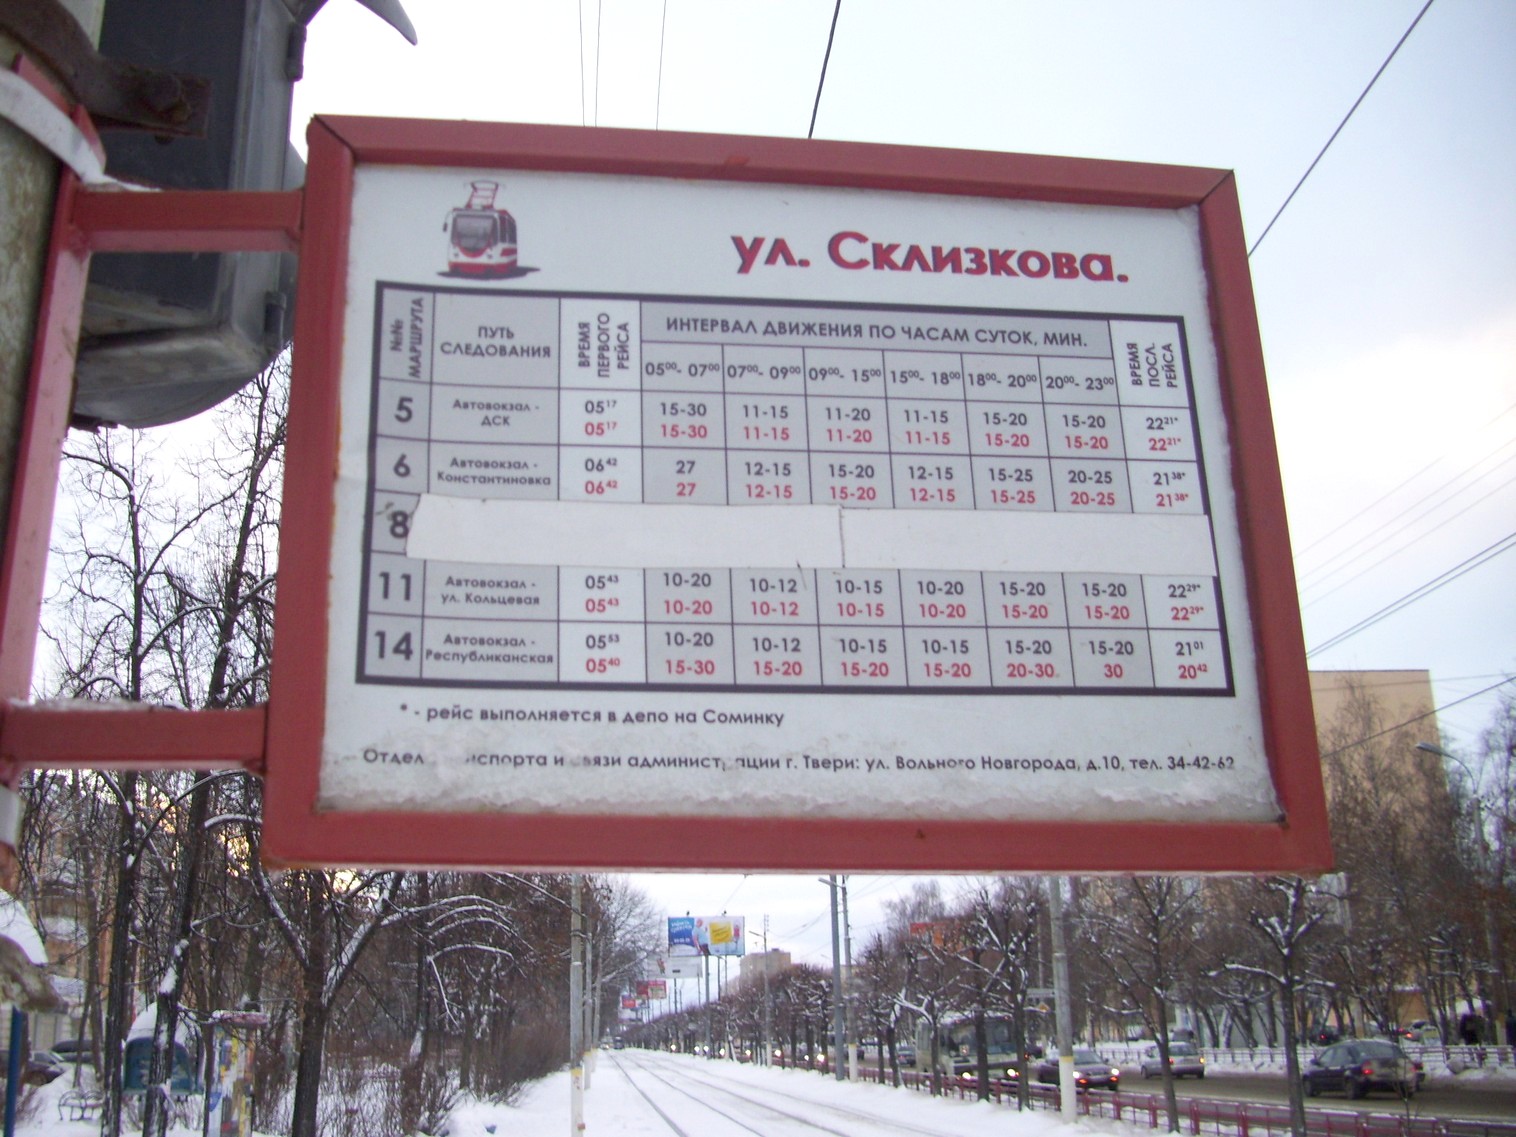 ул. Склизкова.
№№ МАРШРУТА
ПУТЬ СЛЕДОВАНИЯ
ВРЕМЯ ПЕРВОГО РЕЙСА
ИНТЕРВАЛ ДВИЖЕНИЯ ПО ЧАСАМ СУТОК, МИН.
ВРЕМЯ ПОСЛ. РЕЙСА
05⁰⁰- 07⁰⁰ 07⁰⁰- 09⁰⁰ 09⁰⁰- 15⁰⁰ 15⁰⁰- 18⁰⁰ 18⁰⁰- 20⁰⁰ 20⁰⁰- 23⁰⁰
5 Автовокзал - ДСК 05¹⁷ 15-30 11-15 11-20 11-15 15-20 15-20 22²¹*
05¹⁷ 15-30 11-15 11-20 11-15 15-20 15-20 22²¹*
6 Автовокзал - Константиновка 06⁴² 27 12-15 15-20 12-15 15-25 20-25 21³⁸*
06⁴² 27 12-15 15-20 12-15 15-25 20-25 21³⁸*
8
11 Автовокзал - ул. Кольцевая 05⁴³ 10-20 10-12 10-15 10-20 15-20 15-20 22²⁹*
05⁴³ 10-20 10-12 10-15 10-20 15-20 15-20 22²⁹*
14 Автовокзал - Республиканская 05⁵³ 10-20 10-12 10-15 10-15 15-20 15-20 21⁰¹
05⁴⁰ 15-30 15-20 15-20 15-20 20-30 30 20⁴²
* - рейс выполняется в депо на Соминку
Отдел и администрации г. Твери: ул. Вольного Новгорода, д.10, тел. 34-42-62